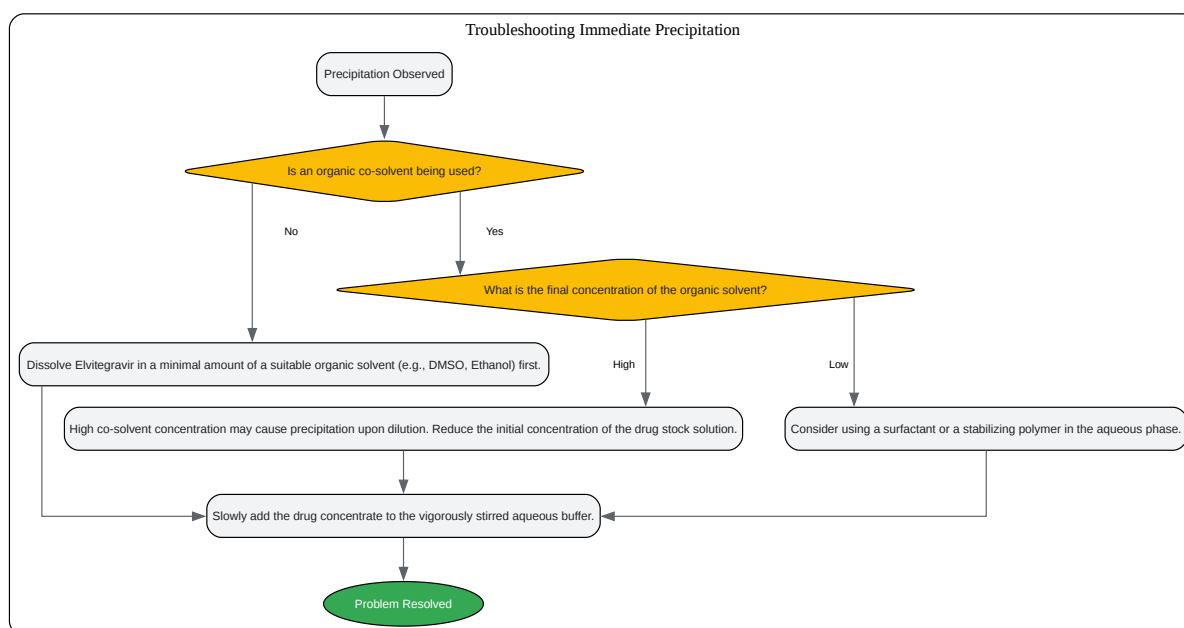 Troubleshooting Immediate Precipitation
Precipitation Observed
Is an organic co-solvent being used?
No
Yes
What is the final concentration of the organic solvent?
Dissolve Elvitegravir in a minimal amount of a suitable organic solvent (e.g., DMSO, Ethanol) first.
High
Low
High co-solvent concentration may cause precipitation upon dilution. Reduce the initial concentration of the drug stock solution.
Consider using a surfactant or a stabilizing polymer in the aqueous phase.
Slowly add the drug concentrate to the vigorously stirred aqueous buffer.
Problem Resolved